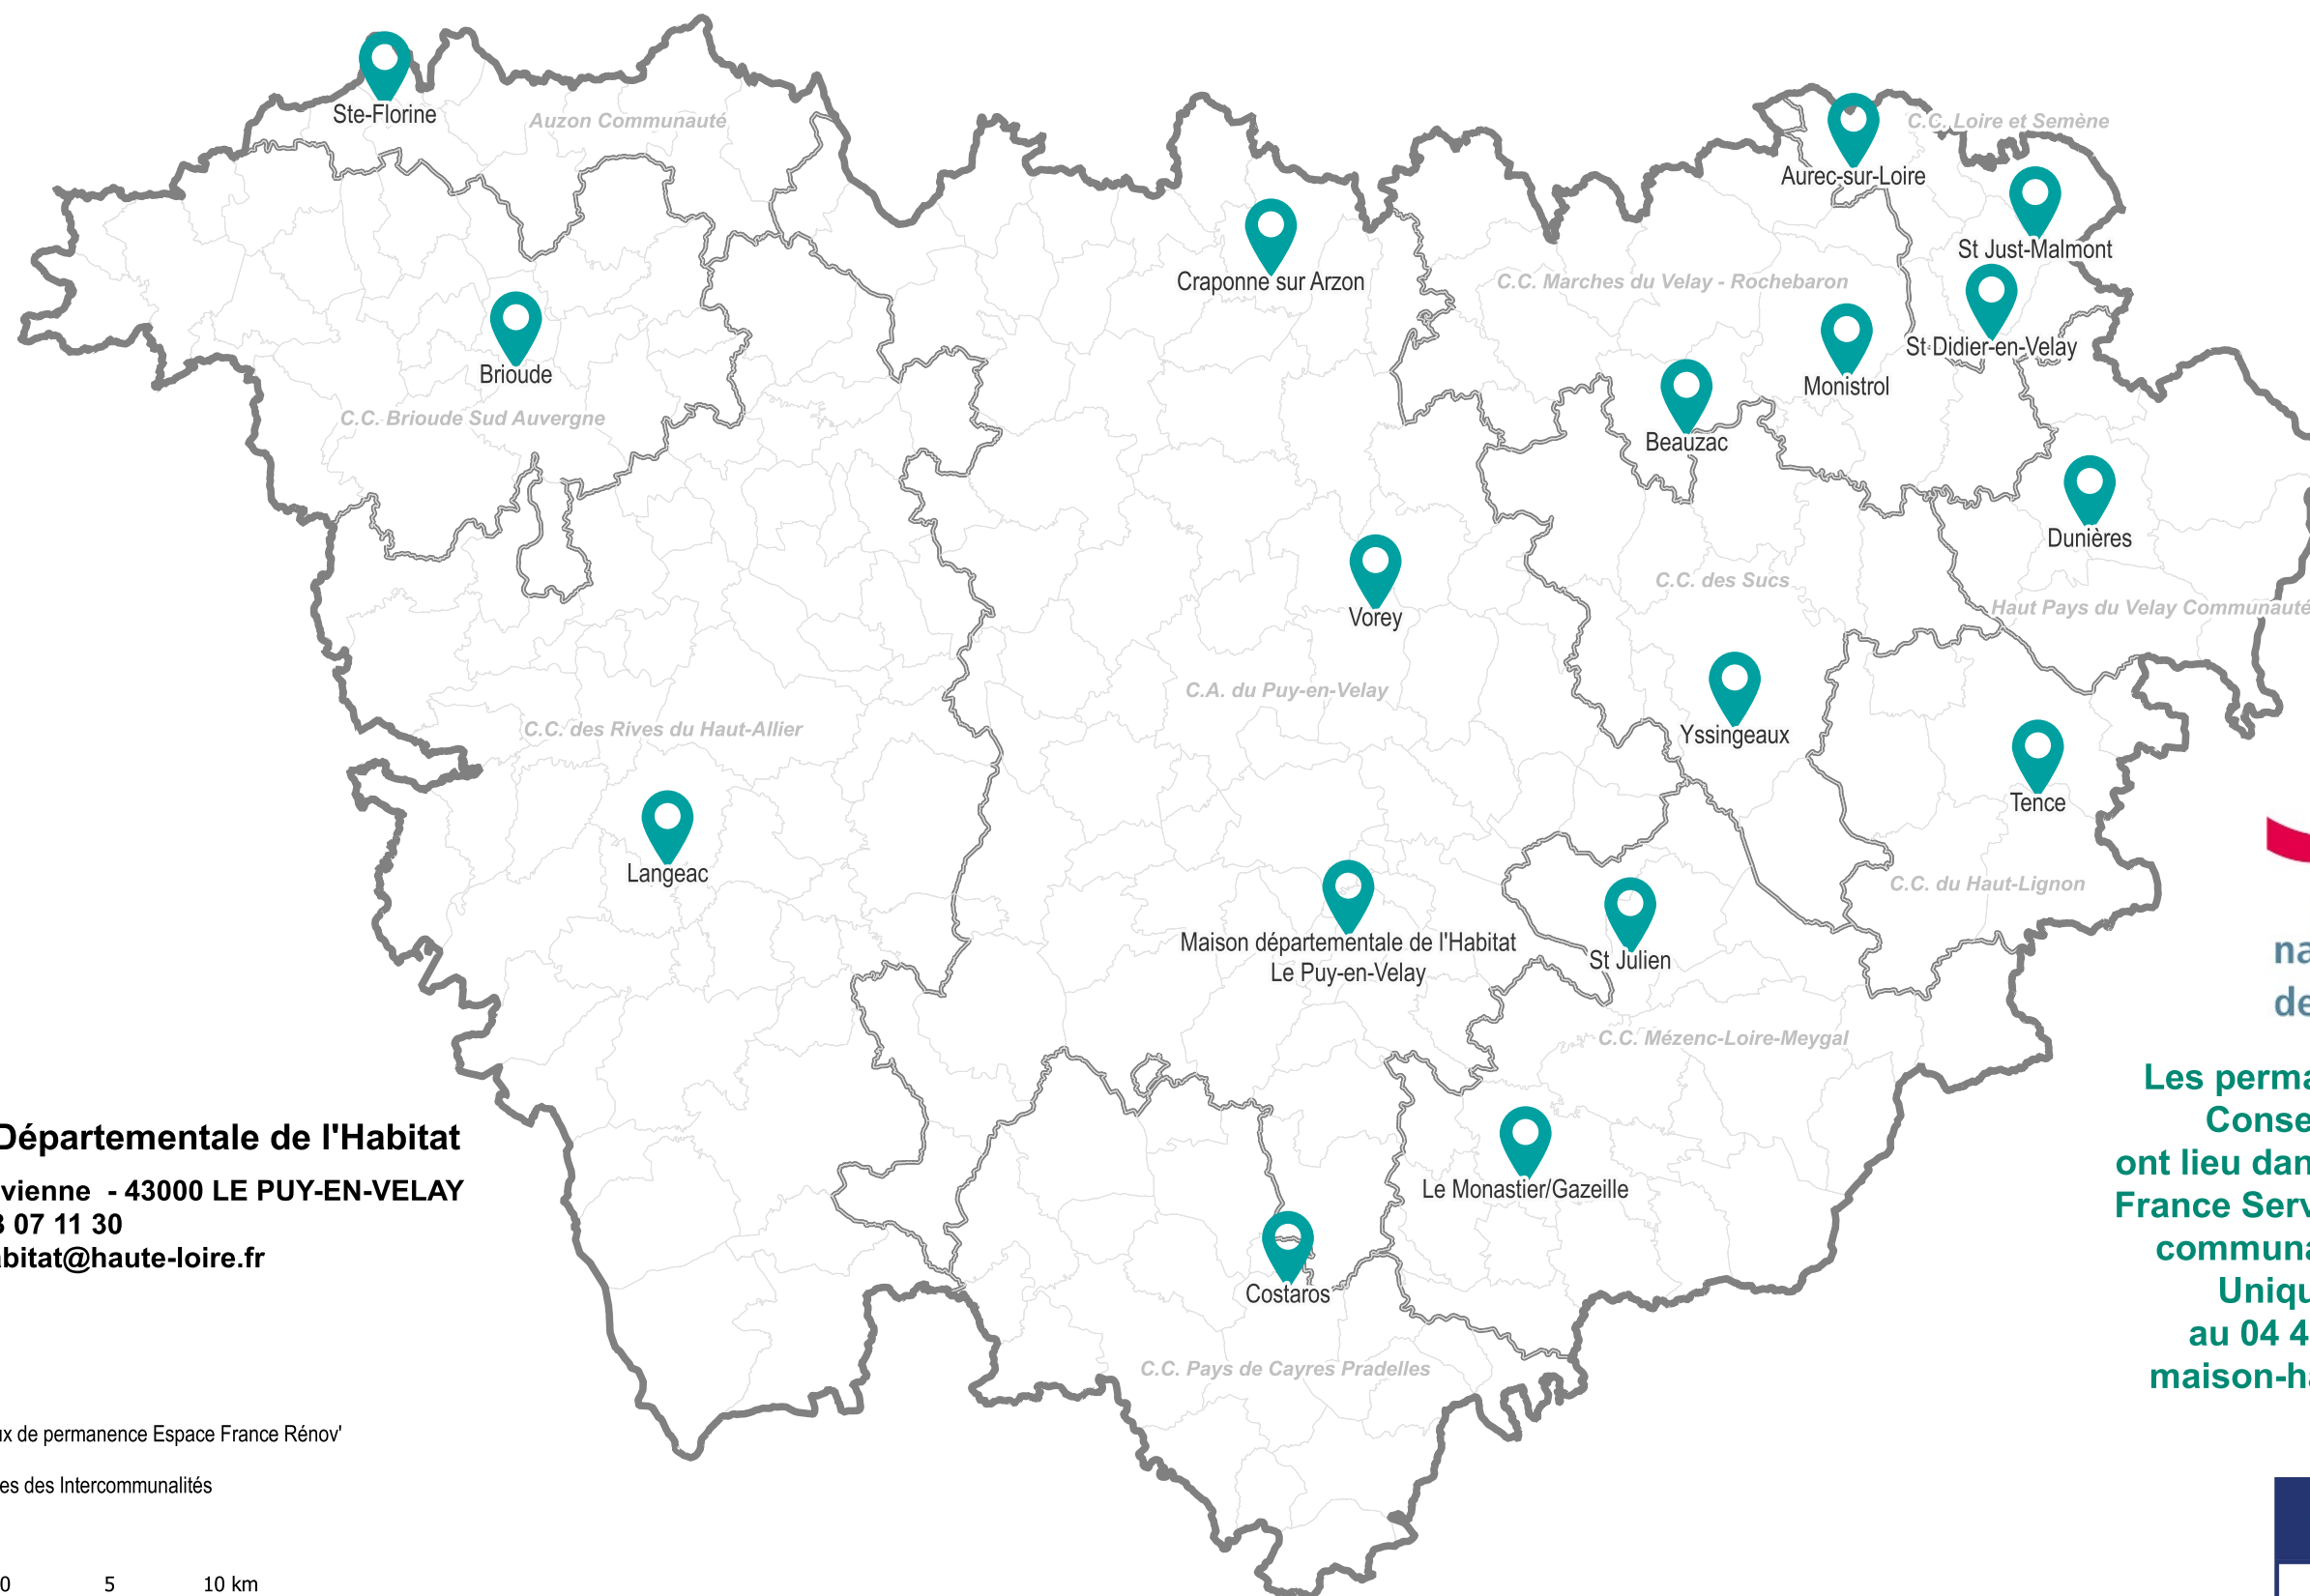 Ste-Florine
Auzon Communauté
C.C. Loire et Semène
Aurec-sur-Loire
St Just-Malmont
Craponne sur Arzon
C.C. Marches du Velay - Rochebaron
St Didier-en-Velay
Brioude
Monistrol
C.C. Brioude Sud Auvergne
Beauzac
Dunières
C.C. des Sucs
Haut Pays du Velay Communauté
Vorey
C.A. du Puy-en-Velay
C.C. des Rives du Haut-Allier
Yssingeaux
Tence
Langeac
C.C. du Haut-Lignon
Maison départementale de l'Habitat
Le Puy-en-Velay
St Julien
C.C. Mézenc-Loire-Meygal
Le Monastier/Gazeille
Costaros
C.C. Pays de Cayres Pradelles
Départementale de l'Habitat
vienne - 43000 LE PUY-EN-VELAY
07 11 30
abitat@haute-loire.fr
ux de permanence Espace France Rénov'
es des Intercommunalités
0 5 10 km
na
de
Les perma
Conse
ont lieu dan
France Serv
communa
Uniqu
au 04 4
maison-ha